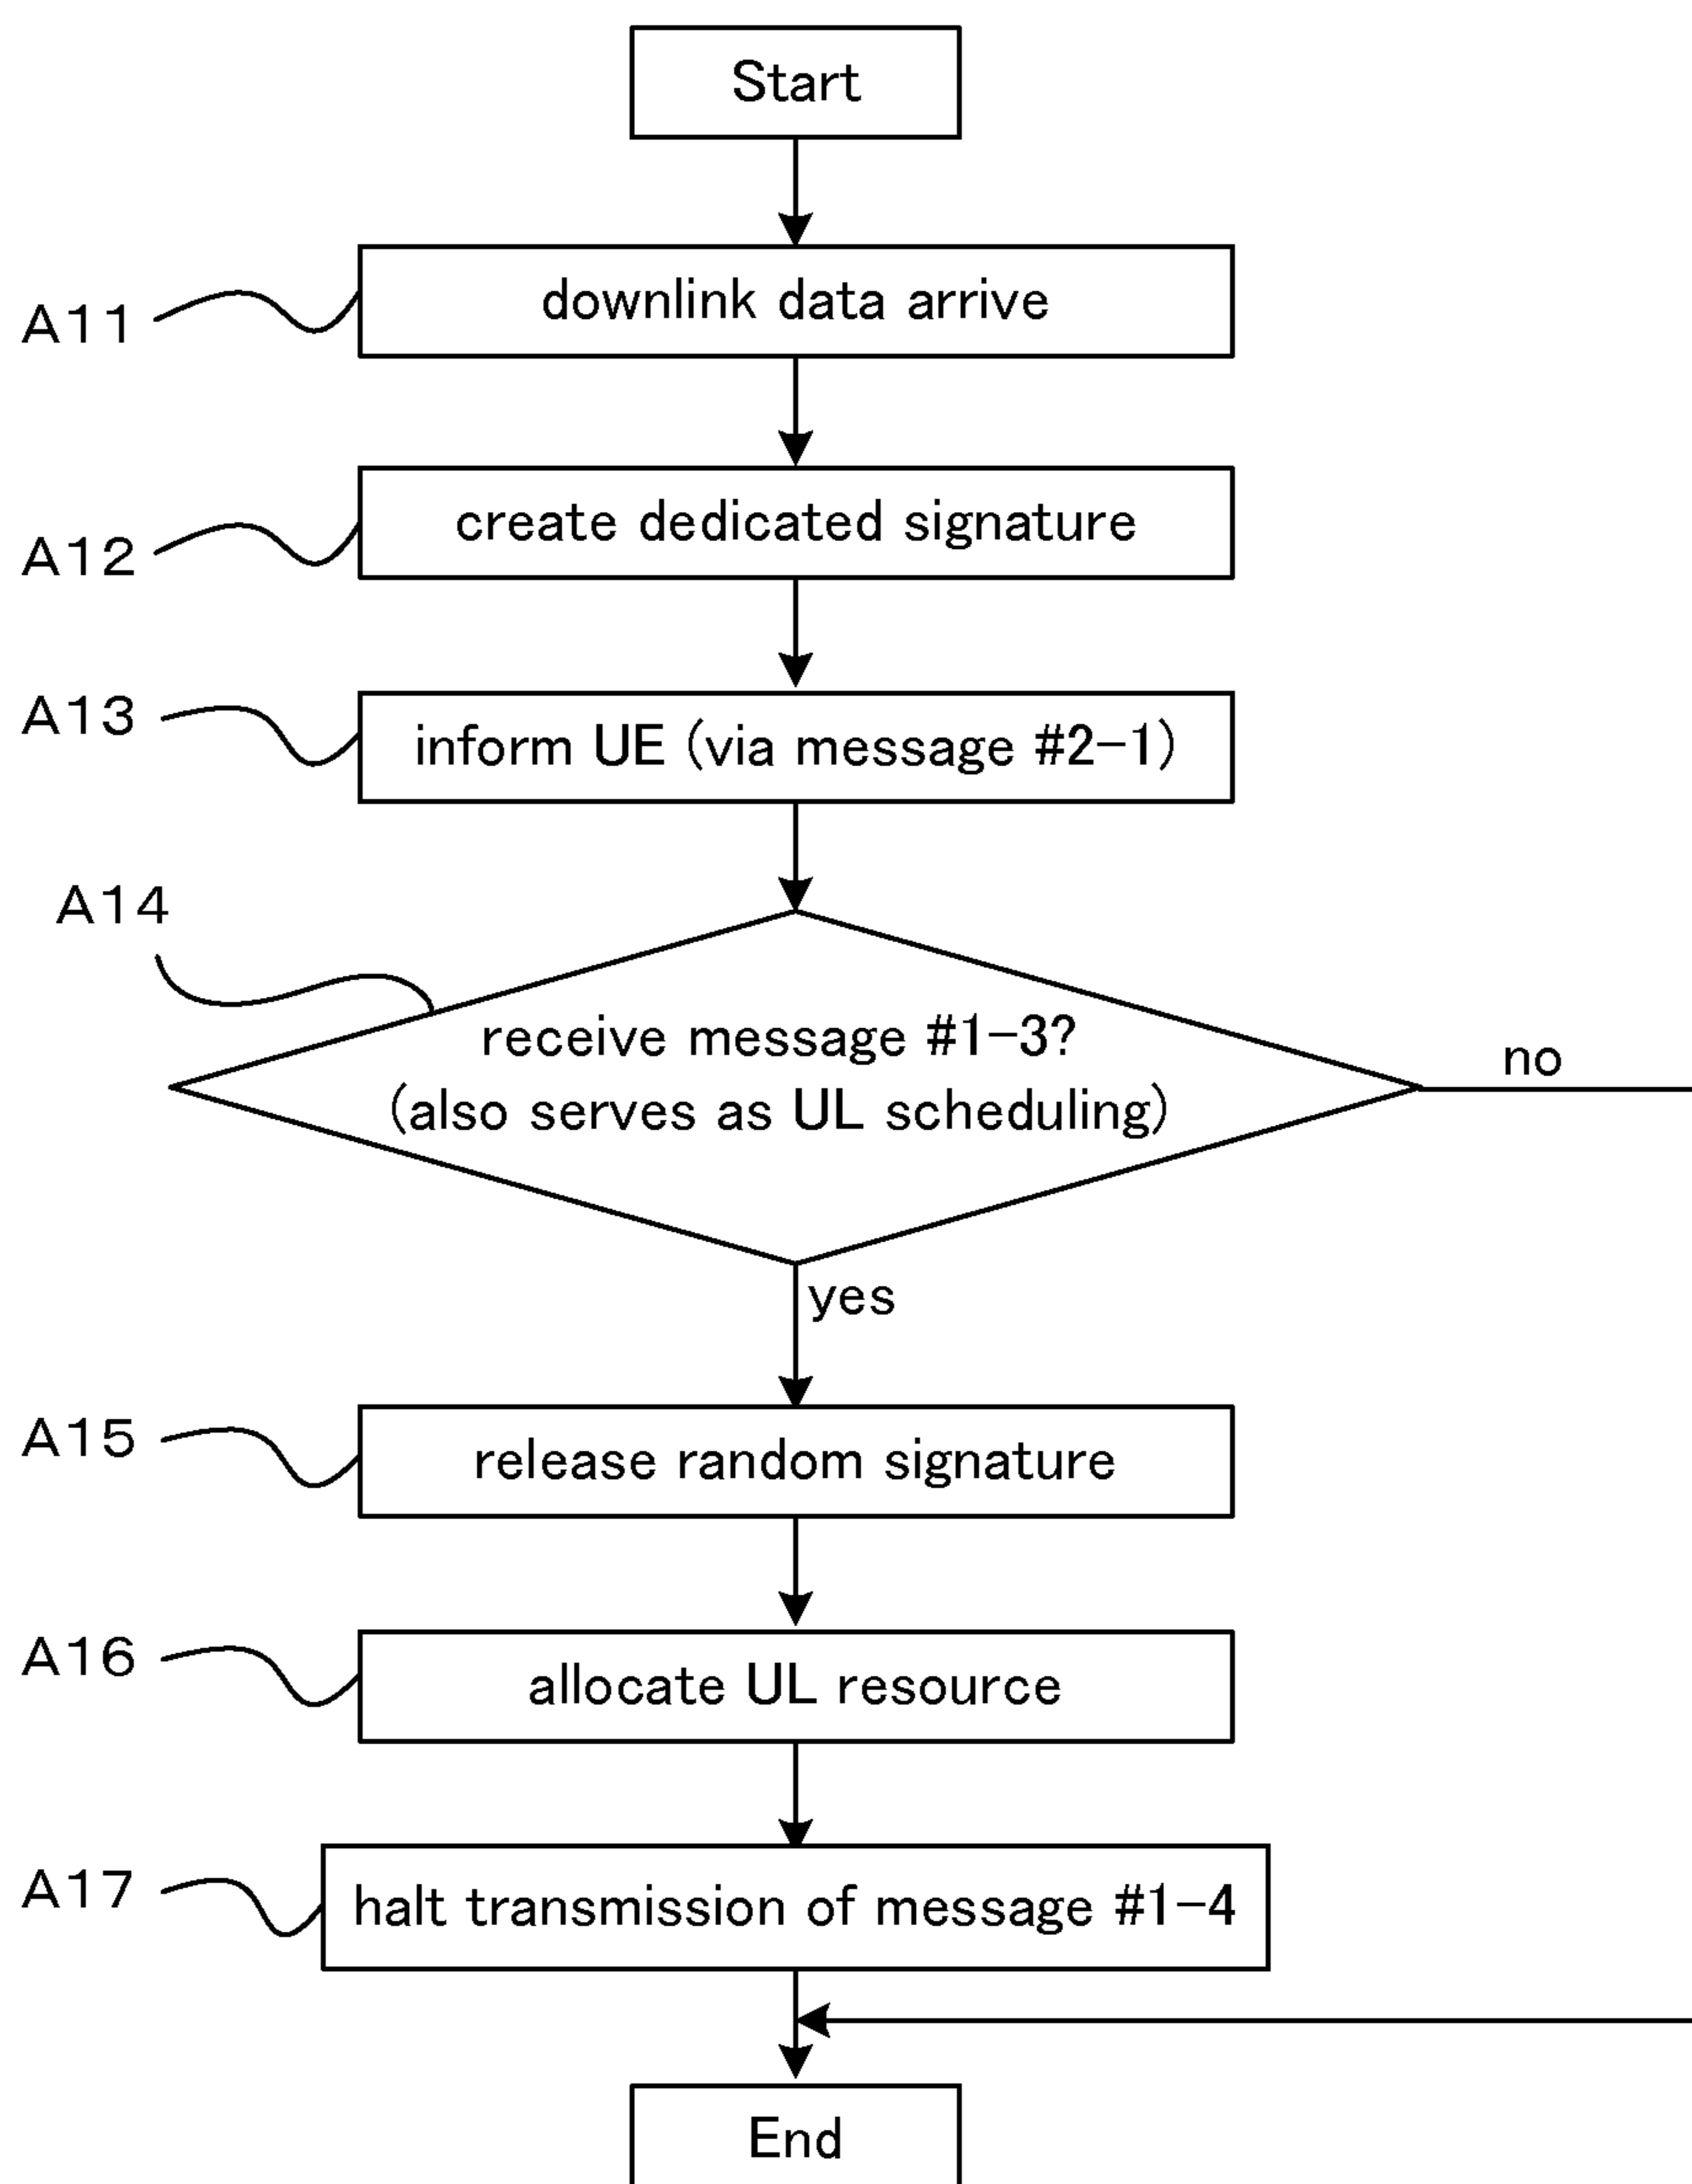 Start
A11
downlink data arrive
A12
create dedicated signature
A13
inform UE (via message #2-1)
A14
receive message #1-3?
(also serves as UL scheduling)
no
yes
A15
release random signature
A16
allocate UL resource
A17
halt transmission of message #1-4
End